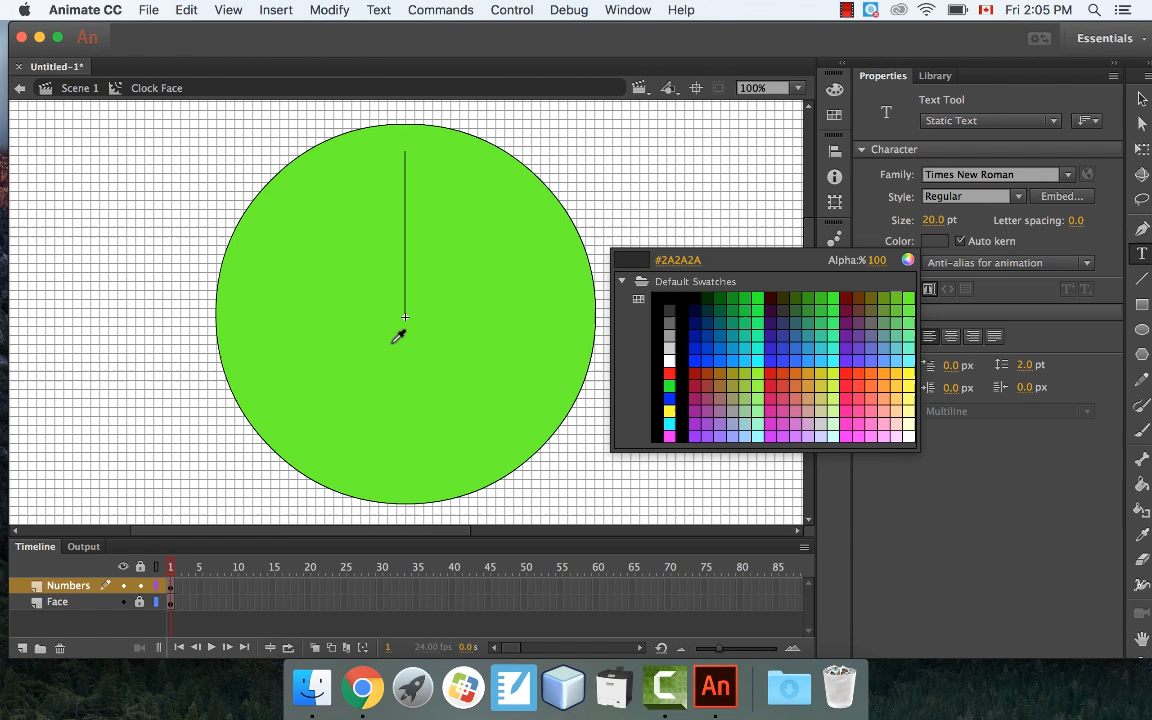 Animate CC File Edit View Insert Modify Text Commands Control Debug Window Help Fri 2:05 PM
An Essentials
× Untitled-1*
Scene 1 Clock Face 100%
Properties Library
T Text Tool
Static Text
Character
Family: Times New Roman
Style: Regular Embed...
Size: 20.0 pt Letter spacing: 0.0
Color: Auto kern
#2A2A2A Alpha:% 100 Anti-alias for animation
Default Swatches
0.0 px 2.0 pt
0.0 px 0.0 px
Multiline
Timeline Output
1 5 10 15 20 25 30 35 40 45 50 55 60 65 70 75 80 85
Numbers
Face
1 24.00 fps 0.0 s
C An